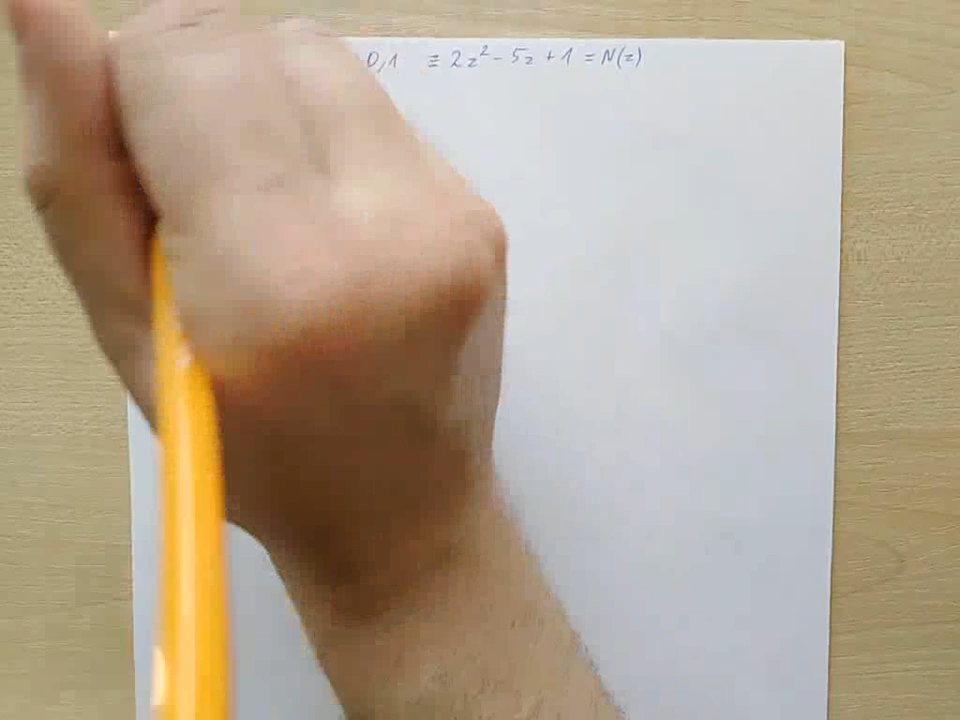 0,1 ≡ 2z² - 5z + 1 = N(z)